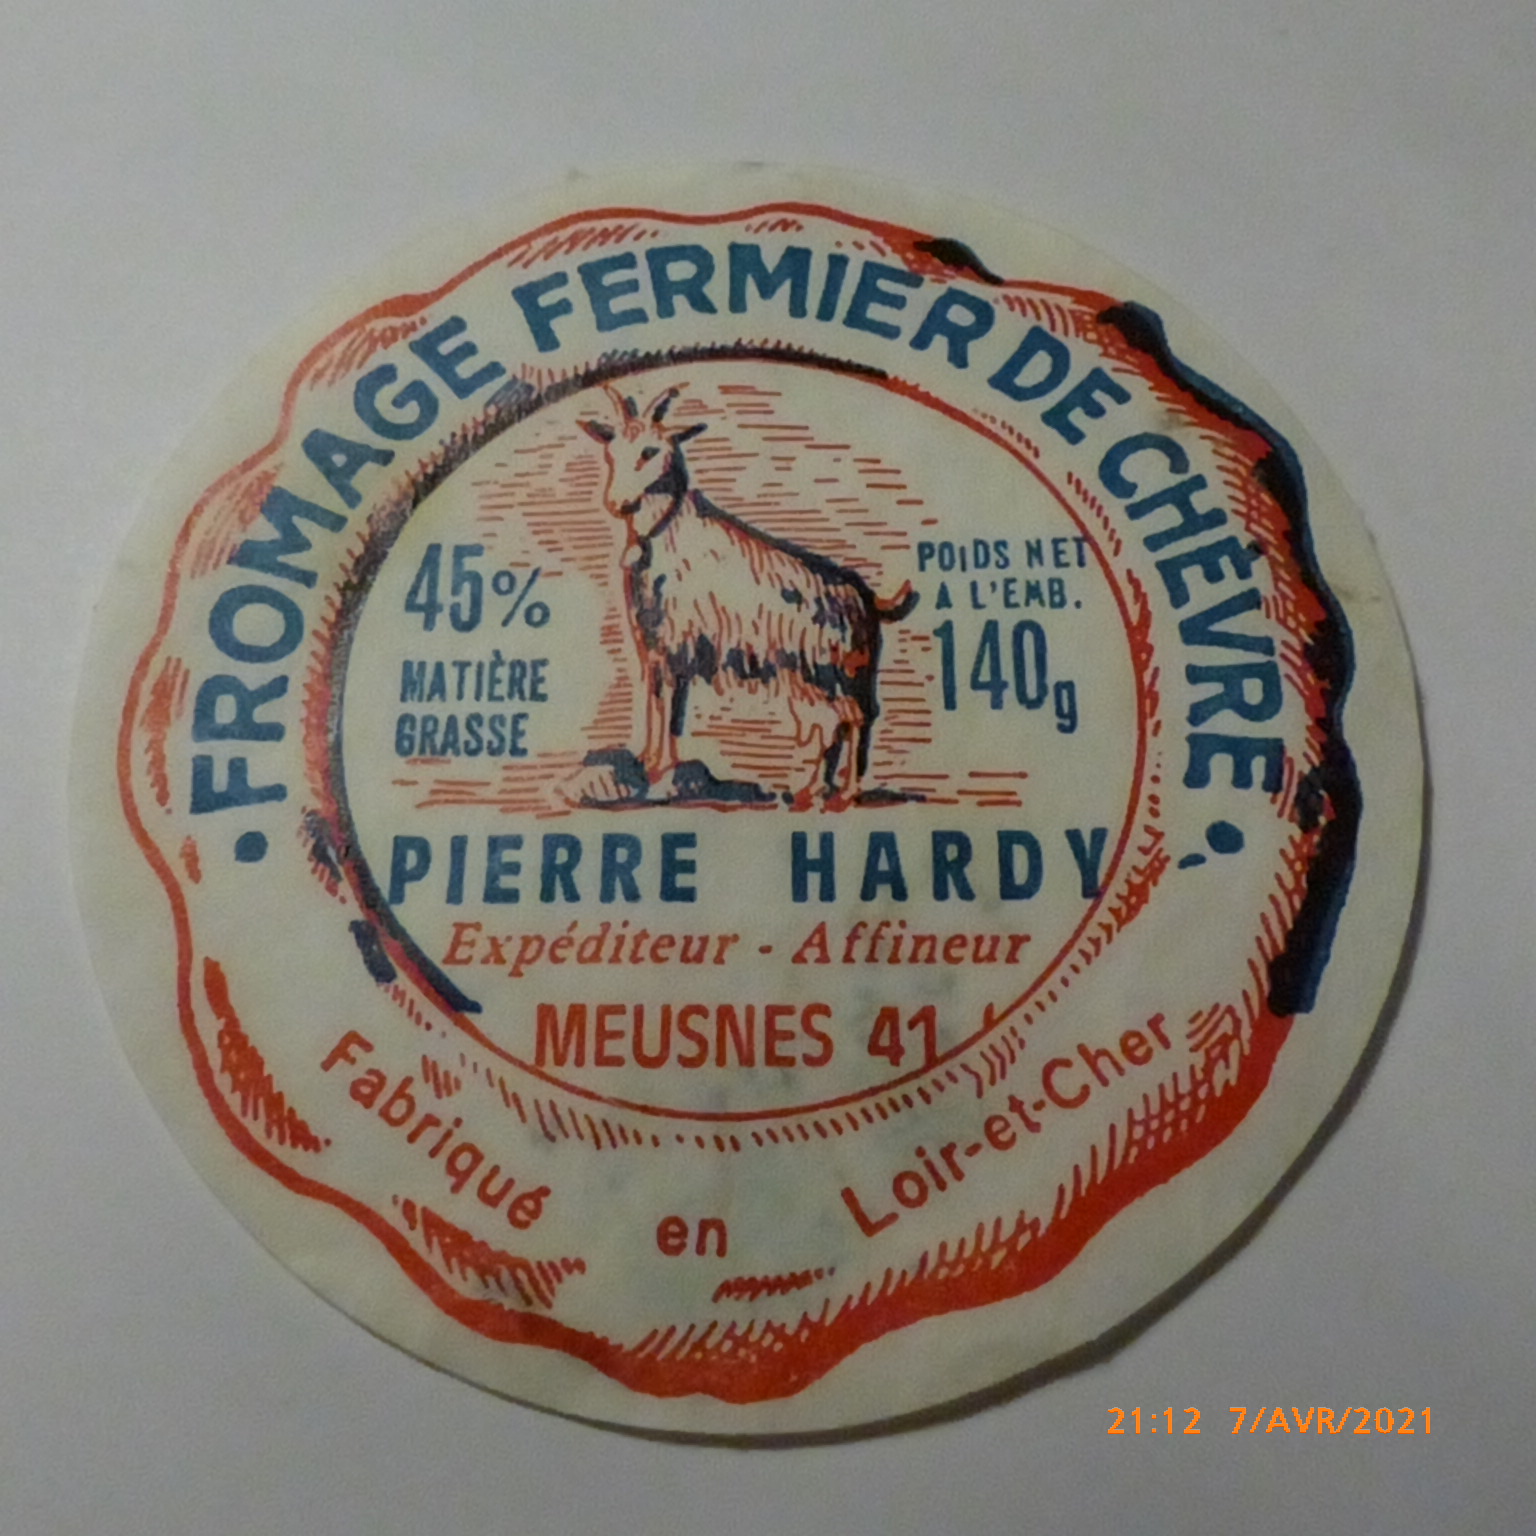 • FROMAGE FERMIER DE CHÈVRE •
45%
MATIÈRE
GRASSE
POIDS NET
A L'EMB.
140g
PIERRE HARDY
Expéditeur - Affineur
MEUSNES 41
Fabriqué en Loir-et-Cher
21:12 7/AVR/2021